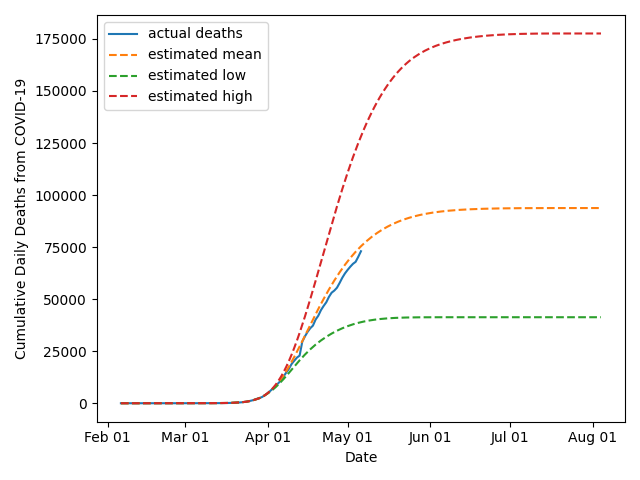 actual deaths
estimated mean
estimated low
estimated high
Cumulative Daily Deaths from COVID-19
175000
150000
125000
100000
75000
50000
25000
0
Feb 01 Mar 01 Apr 01 May 01 Jun 01 Jul 01 Aug 01
Date